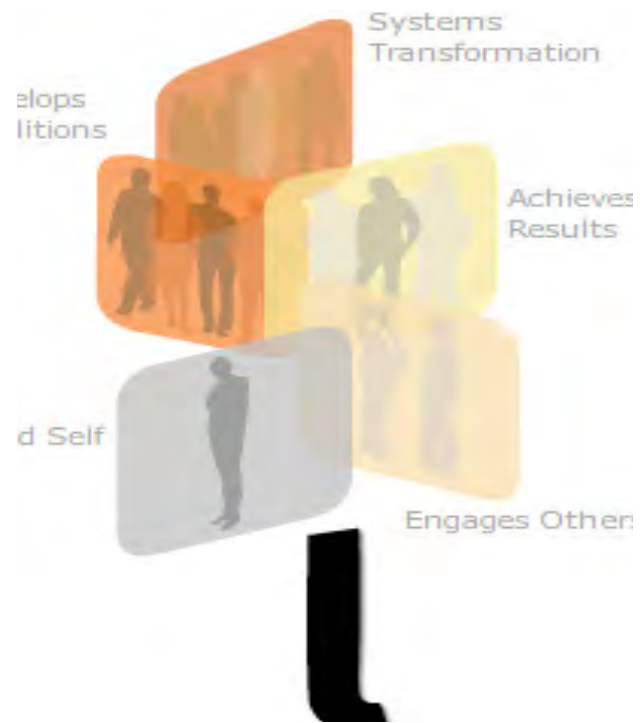 Systems
Transformation
elops
litions
Achieves
Results
d Self
Engages Others